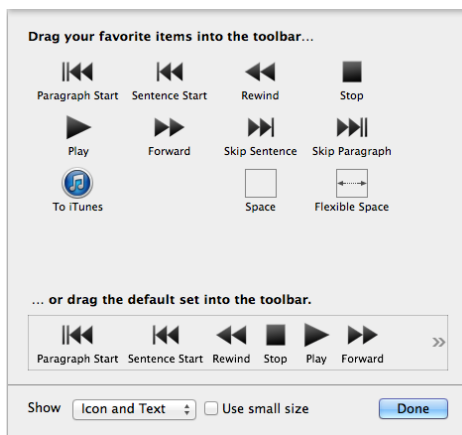 Drag your favorite items into the toolbar...
Paragraph Start Sentence Start Rewind Stop
Play Forward Skip Sentence Skip Paragraph
To iTunes Space Flexible Space
... or drag the default set into the toolbar.
Paragraph Start Sentence Start Rewind Stop Play Forward
Show Icon and Text Use small size Done